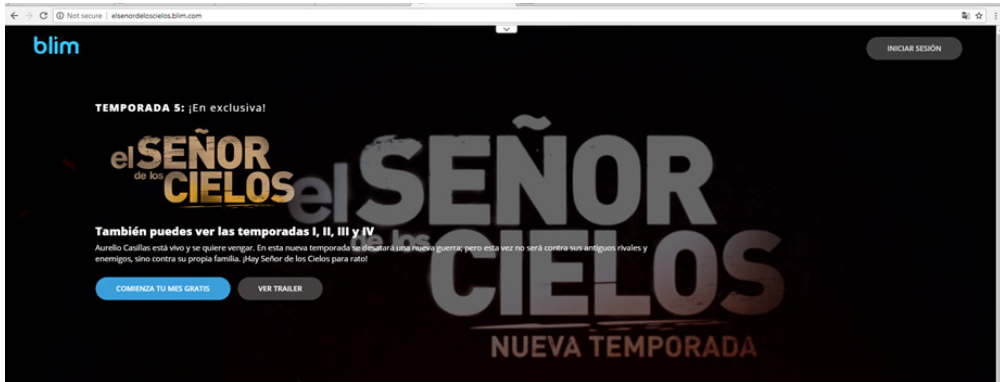 Not secure | elsenordeloscielos.blim.com
blim
INICIAR SESIÓN
TEMPORADA 5: ¡En exclusiva!
el SEÑOR
de los
CIELOS
También puedes ver las temporadas I, II, III y IV
Aurelio Casillas está vivo y se quiere vengar. En esta nueva temporada se desatará una nueva guerra; pero esta vez no será contra sus antiguos rivales y
enemigos, sino contra su propia familia. ¡Hay Señor de los Cielos para rato!
COMIENZA TU MES GRATIS
VER TRAILER
el SEÑOR
de los
CIELOS
NUEVA TEMPORADA